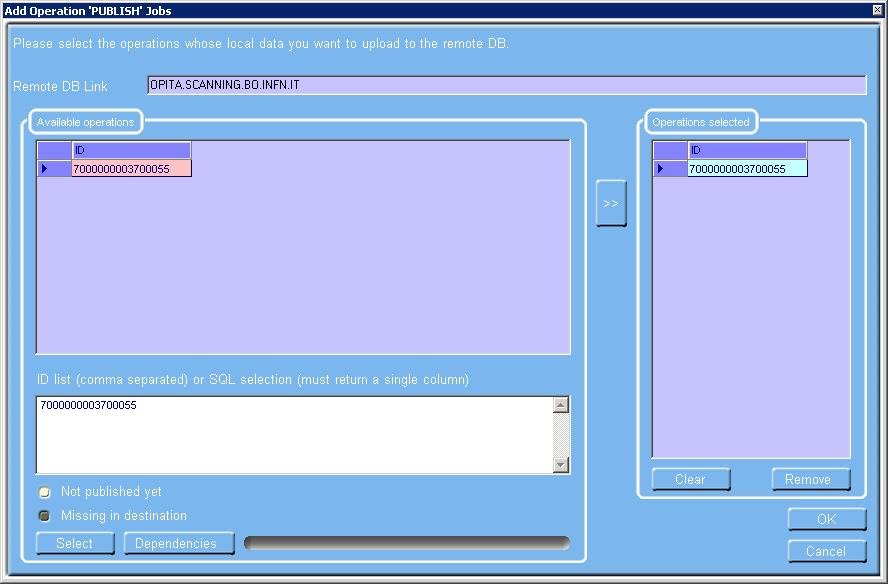 Add Operation 'PUBLISH' Jobs
Please select the operations whose local data you want to upload to the remote DB.
Remote DB Link
OPITA.SCANNING.BO.INFN.IT
Available operations
ID
7000000003700055
>>
Operations selected
ID
7000000003700055
ID list (comma separated) or SQL selection (must return a single column)
7000000003700055
Not published yet
Missing in destination
Select
Dependencies
Clear
Remove
OK
Cancel